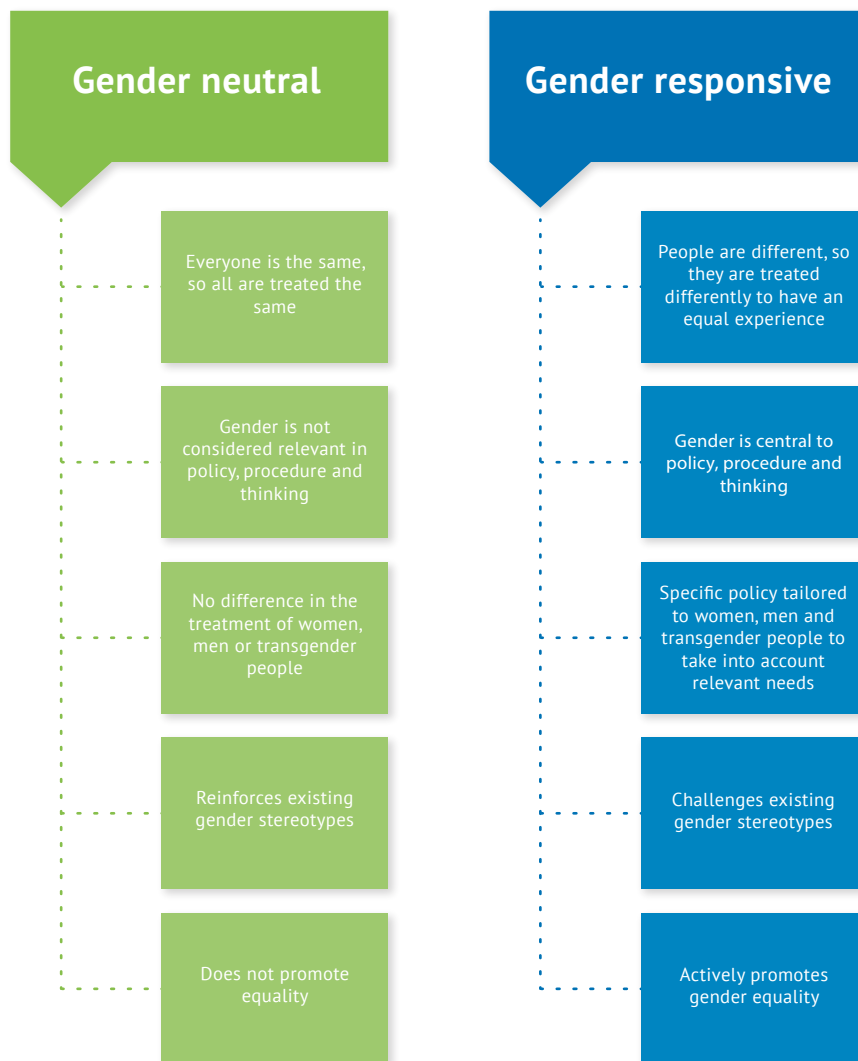 Gender neutral
Everyone is the same,
so all are treated the
same
Gender is not
considered relevant in
policy, procedure and
thinking
No difference in the
treatment of women,
men or transgender
people
Reinforces existing
gender stereotypes
Does not promote
equality
Gender responsive
People are different, so
they are treated
differently to have an
equal experience
Gender is central to
policy, procedure and
thinking
Specific policy tailored
to women, men and
transgender people to
take into account
relevant needs
Challenges existing
gender stereotypes
Actively promotes
gender equality